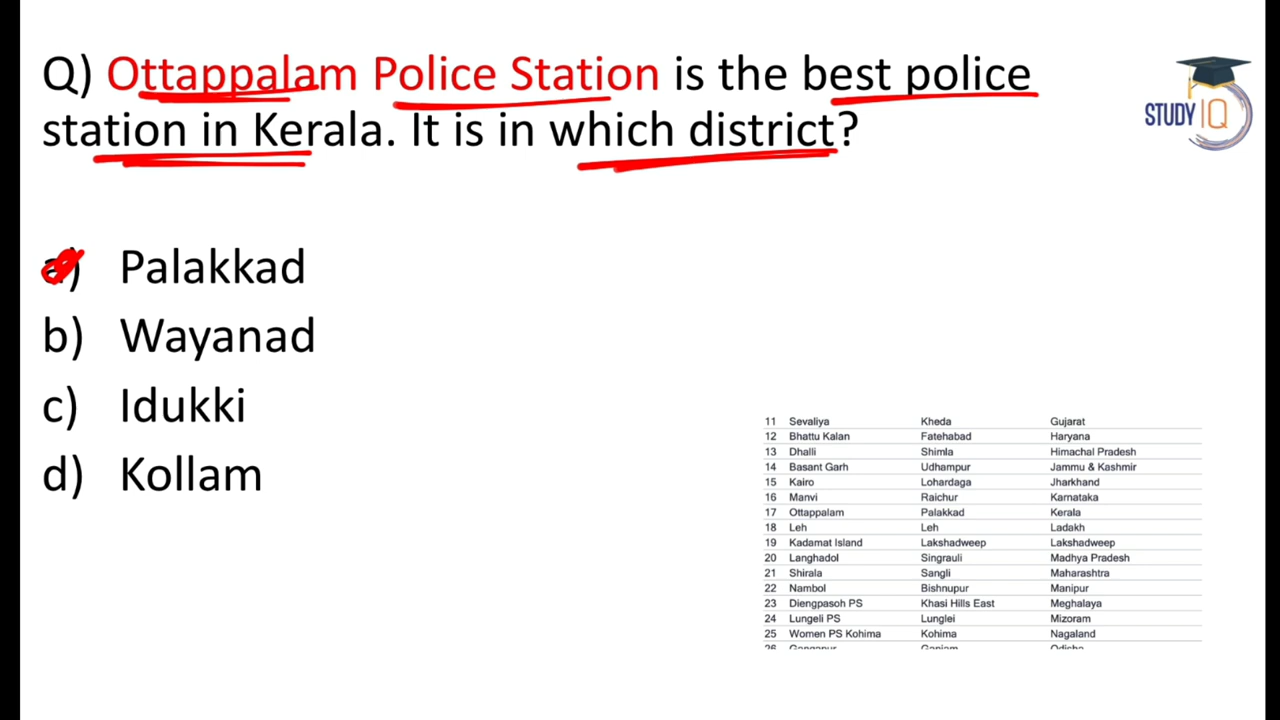 Q) Ottappalam Police Station is the best police
station in Kerala. It is in which district?
STUDY IQ
a) Palakkad
b) Wayanad
c) Idukki
d) Kollam
11 Sevaliya Kheda Gujarat
12 Bhattu Kalan Fatehabad Haryana
13 Dhalli Shimla Himachal Pradesh
14 Basant Garh Udhampur Jammu & Kashmir
15 Kairo Lohardaga Jharkhand
16 Manvi Raichur Karnataka
17 Ottappalam Palakkad Kerala
18 Leh Leh Ladakh
19 Kadamat Island Lakshadweep Lakshadweep
20 Langhadol Singrauli Madhya Pradesh
21 Shirala Sangli Maharashtra
22 Nambol Bishnupur Manipur
23 Diengpasoh PS Khasi Hills East Meghalaya
24 Lungeli PS Lunglei Mizoram
25 Women PS Kohima Kohima Nagaland
26 Ganjam Odisha